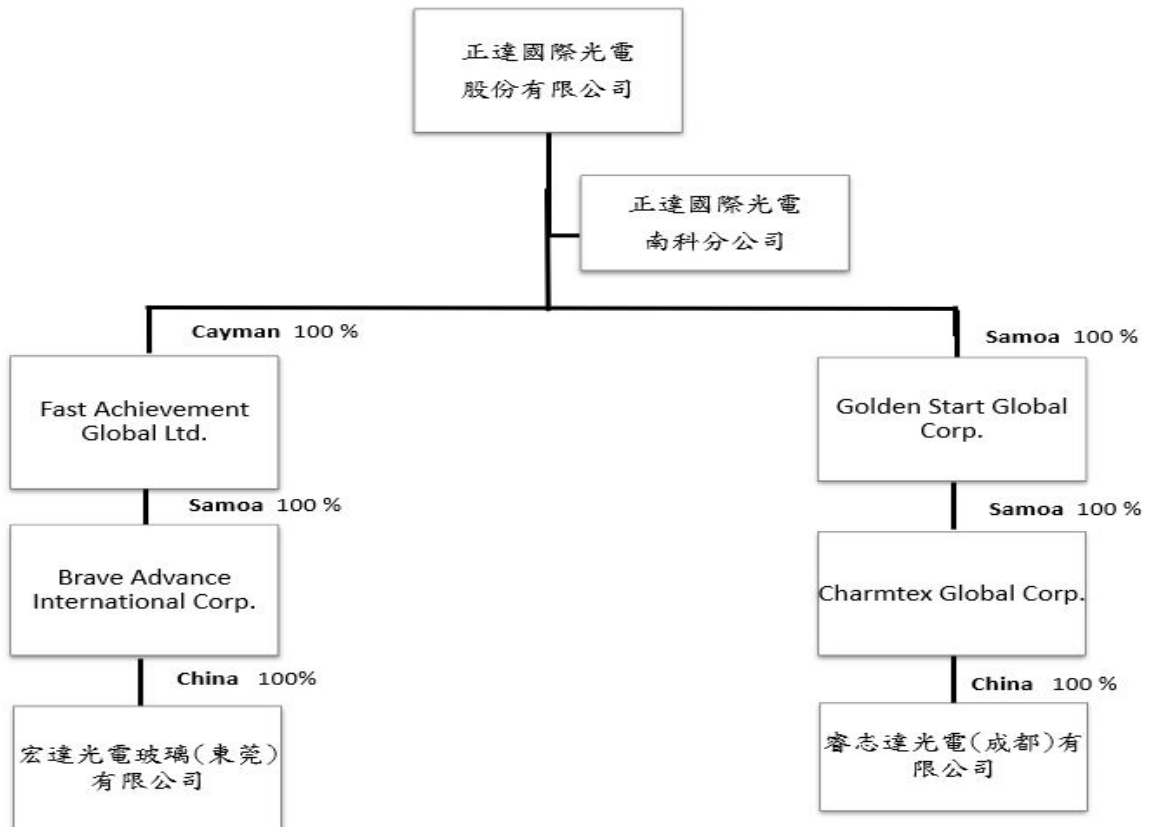 正達國際光電
股份有限公司
正達國際光電
南科分公司
Cayman 100 %
Samoa 100 %
Fast Achievement
Global Ltd.
Golden Start Global
Corp.
Samoa 100 %
Samoa 100 %
Brave Advance
International Corp.
Charmtex Global Corp.
China 100%
China 100 %
宏達光電玻璃(東莞)
有限公司
睿志達光電(成都)有
限公司